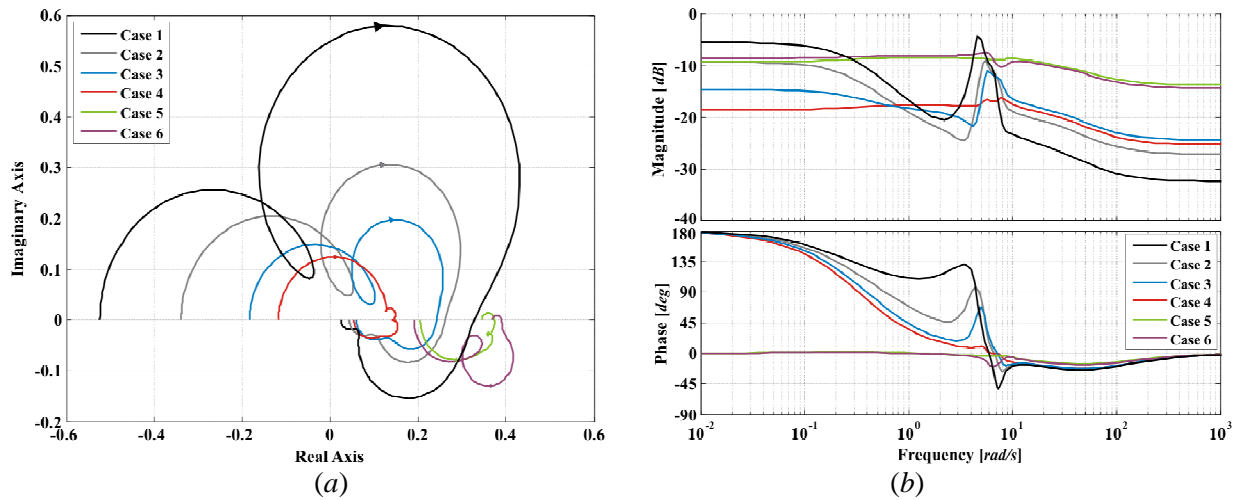 0.6
0.5
0.4
0.3
0.2
0.1
0
-0.1
-0.2
Imaginary Axis
Case 1
Case 2
Case 3
Case 4
Case 5
Case 6
-0.6
-0.4
-0.2
0
0.2
0.4
0.6
Real Axis
(a)
0
-10
-20
-30
-40
Magnitude [dB]
180
135
90
45
0
-45
-90
Phase [deg]
Case 1
Case 2
Case 3
Case 4
Case 5
Case 6
10^-2
10^-1
10^0
10^1
10^2
10^3
Frequency [rad/s]
(b)